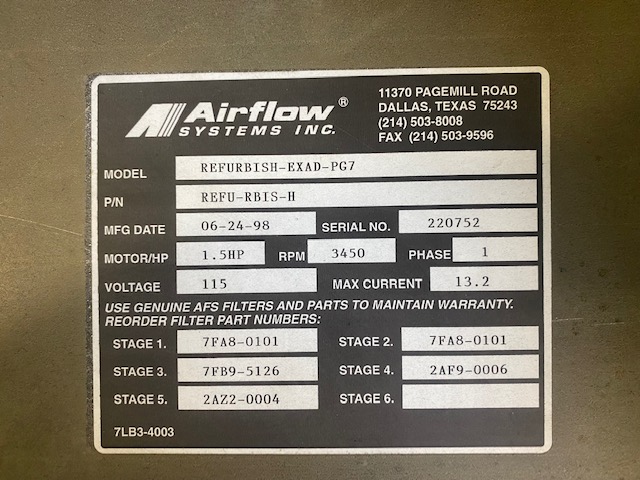 Airflow®
SYSTEMS INC.
11370 PAGEMILL ROAD
DALLAS, TEXAS 75243
(214) 503-8008
FAX (214) 503-9596
MODEL REFURBISH-EXAD-PG7
P/N REFU-RBIS-H
MFG DATE 06-24-98 SERIAL NO. 220752
MOTOR/HP 1.5HP RPM 3450 PHASE 1
VOLTAGE 115 MAX CURRENT 13.2
USE GENUINE AFS FILTERS AND PARTS TO MAINTAIN WARRANTY.
REORDER FILTER PART NUMBERS:
STAGE 1. 7FA8-0101 STAGE 2. 7FA8-0101
STAGE 3. 7FB9-5126 STAGE 4. 2AF9-0006
STAGE 5. 2AZ2-0004 STAGE 6.
7LB3-4003